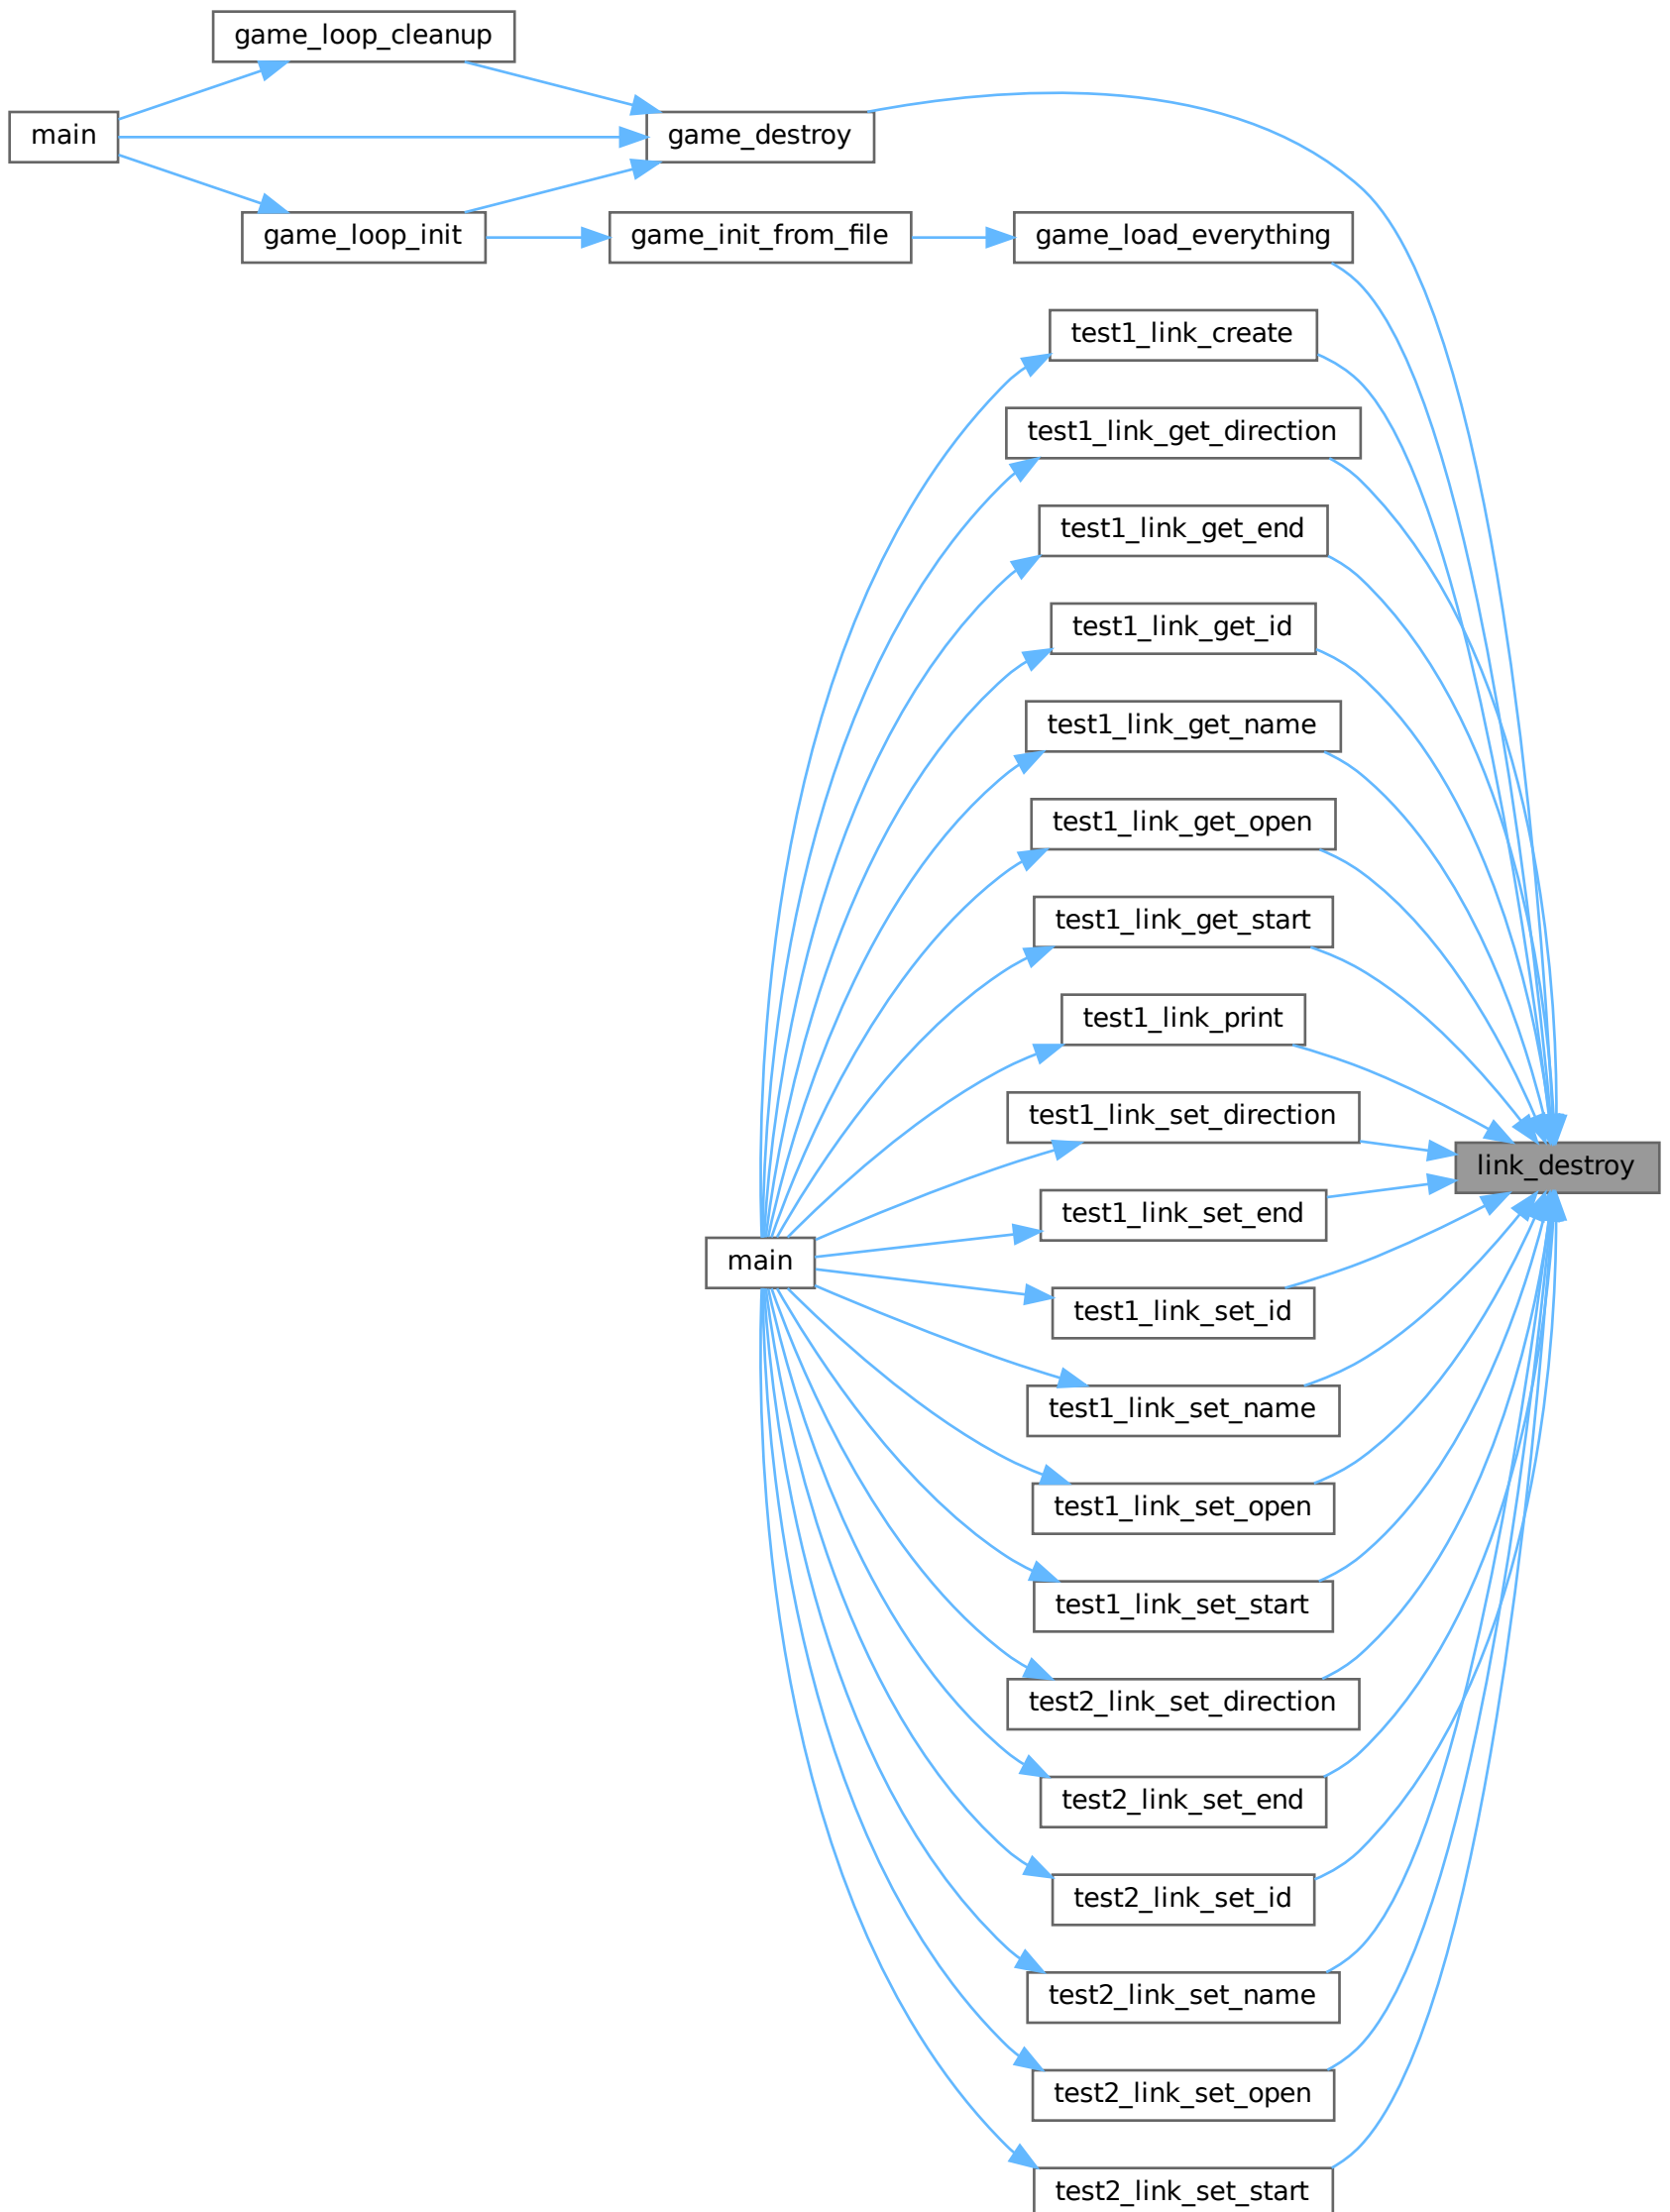 game_loop_cleanup
main
game_destroy
game_loop_init
game_init_from_file
game_load_everything
test1_link_create
test1_link_get_direction
test1_link_get_end
test1_link_get_id
test1_link_get_name
test1_link_get_open
test1_link_get_start
test1_link_print
test1_link_set_direction
link_destroy
test1_link_set_end
main
test1_link_set_id
test1_link_set_name
test1_link_set_open
test1_link_set_start
test2_link_set_direction
test2_link_set_end
test2_link_set_id
test2_link_set_name
test2_link_set_open
test2_link_set_start